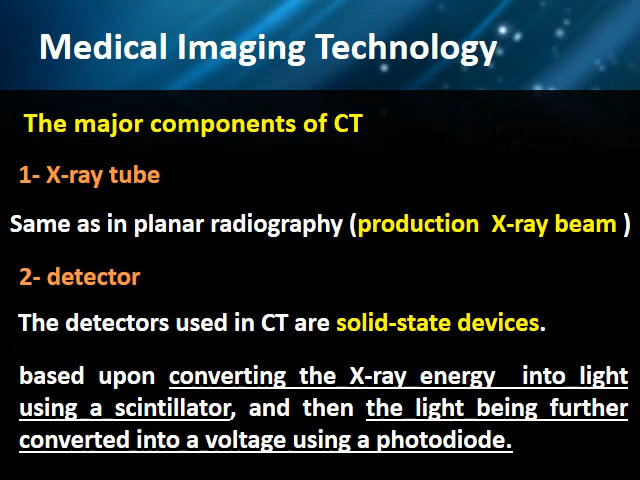 Medical Imaging Technology
The major components of CT
1- X-ray tube
Same as in planar radiography (production X-ray beam )
2- detector
The detectors used in CT are solid-state devices.
based upon converting the X-ray energy into light
using a scintillator, and then the light being further
converted into a voltage using a photodiode.